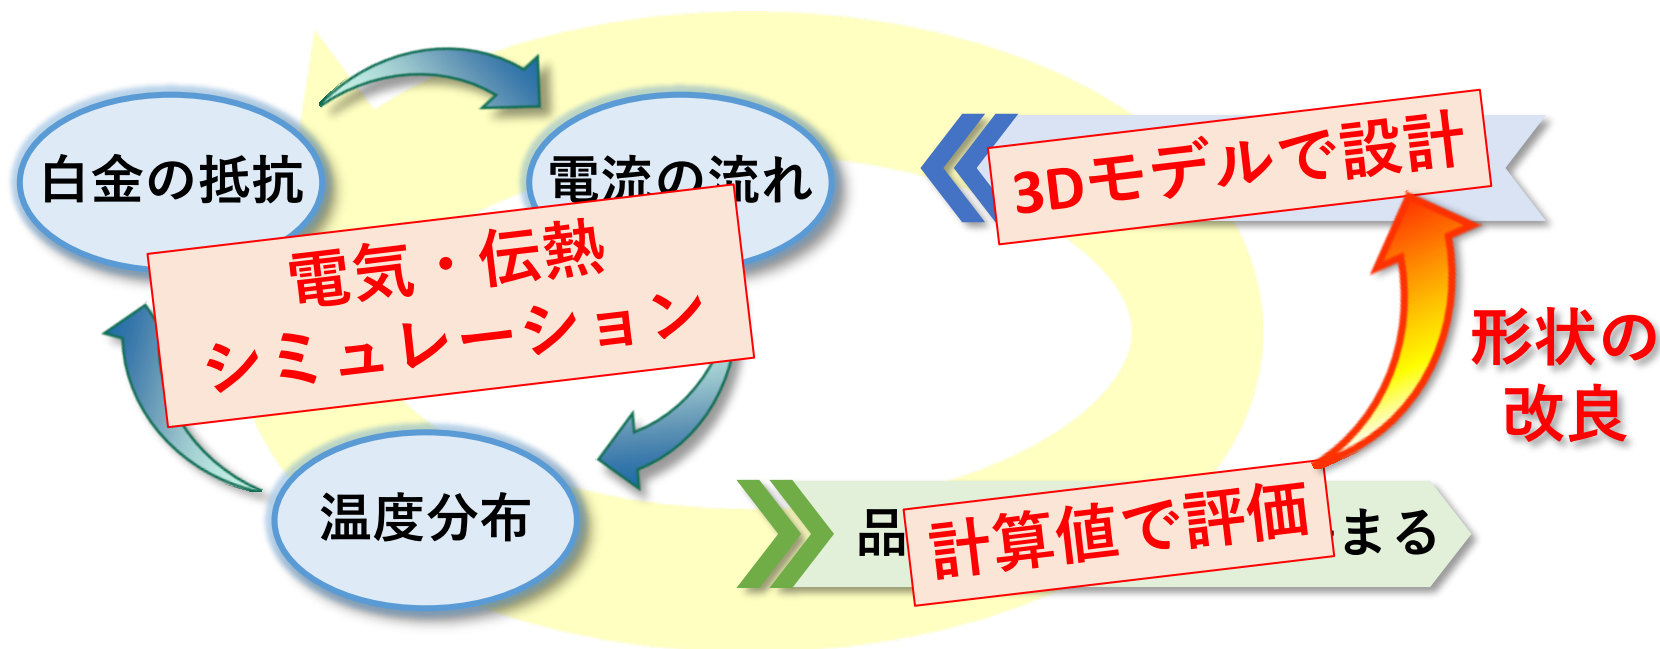 白金の抵抗
電流の流れ
3Dモデルで設計
電気・伝熱
シミュレーション
形状の
改良
温度分布
品
計算値で評価
まる